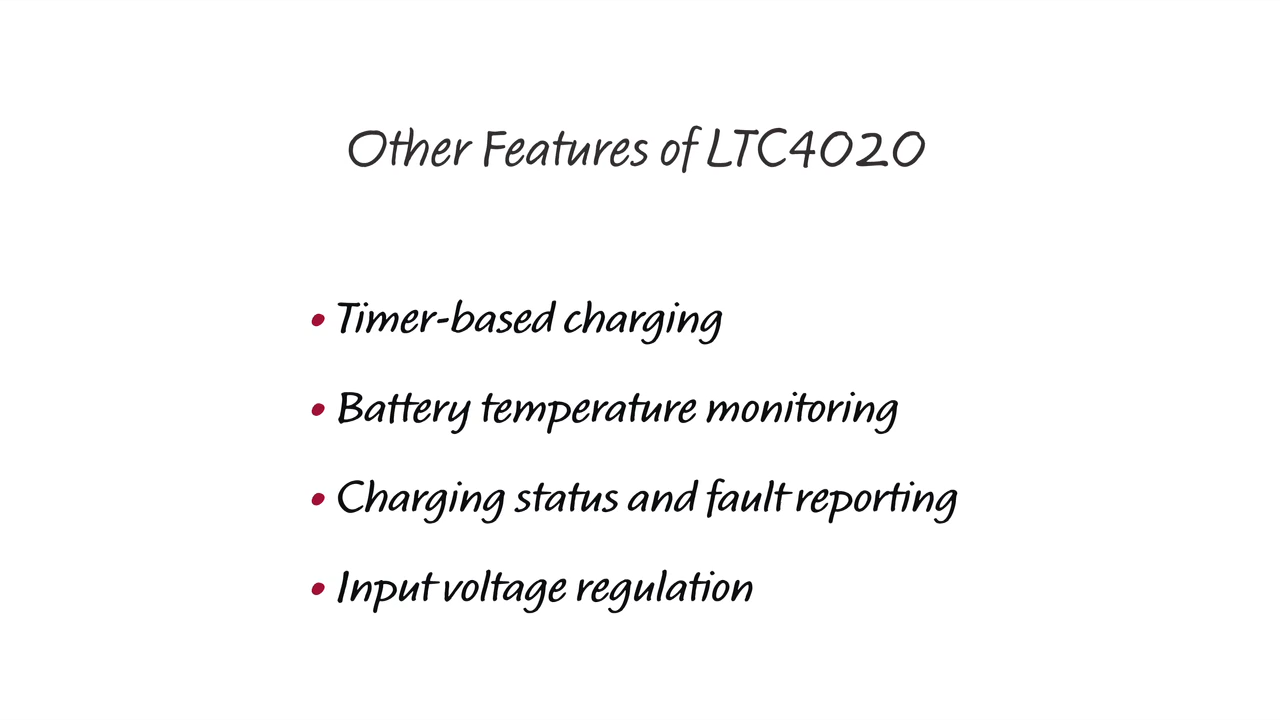 Other Features of LTC4020
• Timer-based charging
• Battery temperature monitoring
• Charging status and fault reporting
• Input voltage regulation